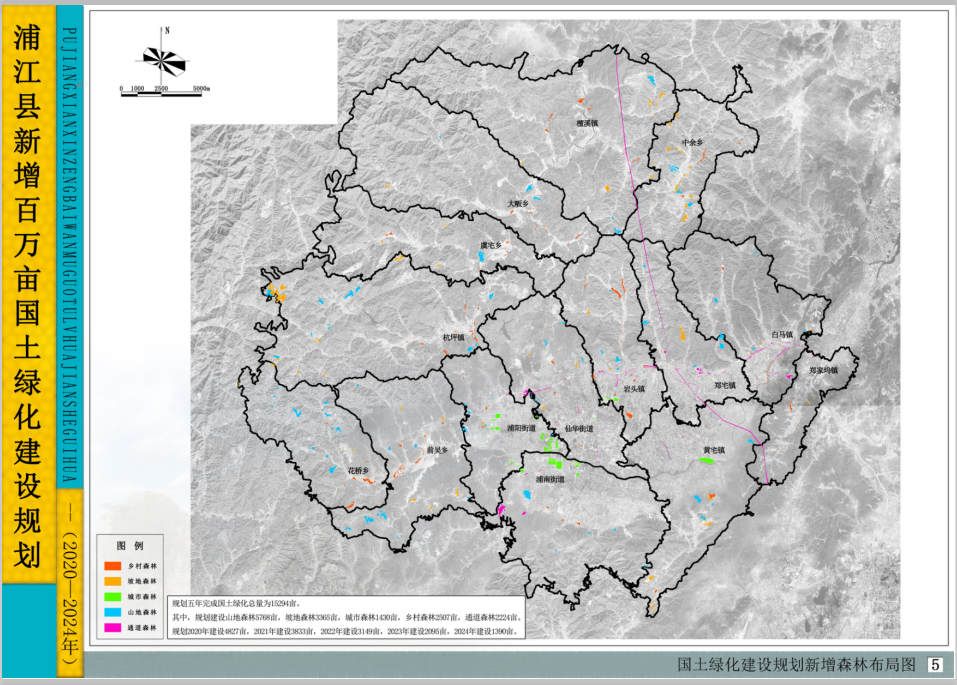 浦江县新增百万亩国土绿化建设规划
PUJIANGXIANXINZENGBAIWANMUGUOTULVHUAJIANSHEGUIHUA
—(2020—2024年)
N
0 1000 2500 5000m
檀溪镇
中余乡
大畈乡
虞宅乡
杭坪镇
白马镇
郑家坞镇
岩头镇
郑宅镇
浦阳街道
仙华街道
黄宅镇
前吴乡
花桥乡
浦南街道
图 例
乡村森林
坡地森林
城市森林
山地森林
通道森林
规划五年完成国土绿化总量为15294亩。
其中，规划建设山地森林5768亩，坡地森林3365亩，城市森林1430亩，乡村森林2507亩，通道森林2224亩。
规划2020年建设4827亩，2021年建设3833亩，2022年建设3149亩，2023年建设2095亩，2024年建设1390亩。
国土绿化建设规划新增森林布局图 5